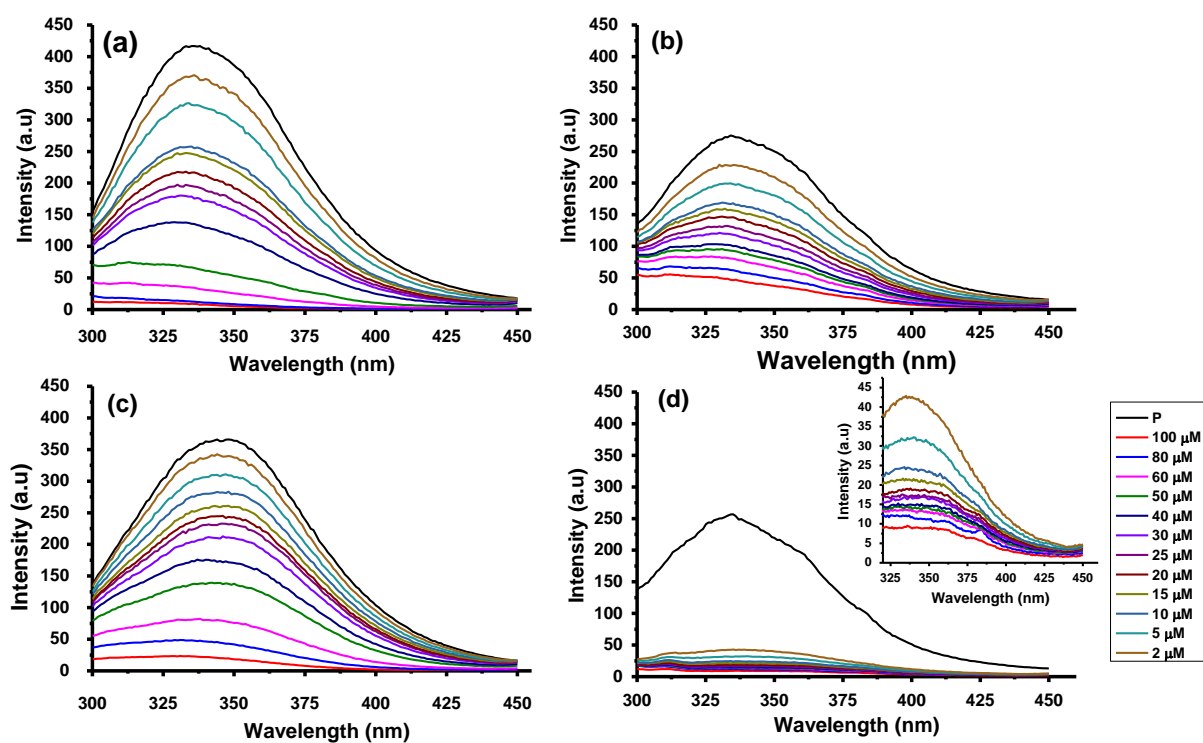 (a)
Intensity (a.u)
450
400
350
300
250
200
150
100
50
0
300 325 350 375 400 425 450
Wavelength (nm)
(b)
Intensity (a.u)
450
400
350
300
250
200
150
100
50
0
300 325 350 375 400 425 450
Wavelength (nm)
(c)
Intensity (a.u)
450
400
350
300
250
200
150
100
50
0
300 325 350 375 400 425 450
Wavelength (nm)
(d)
Intensity (a.u)
450
400
350
300
250
200
150
100
50
0
300 325 350 375 400 425 450
Wavelength (nm)
Intensity (a.u)
45
40
35
30
25
20
15
10
5
0
320 350 375 400 425 450
Wavelength (nm)
P
100 µM
80 µM
60 µM
50 µM
40 µM
30 µM
25 µM
20 µM
15 µM
10 µM
5 µM
2 µM